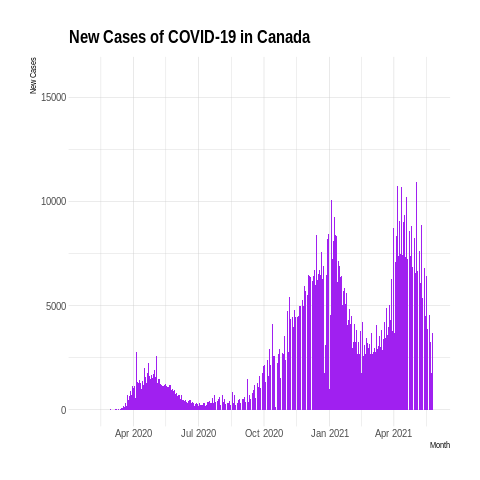 New Cases of COVID-19 in Canada
New Cases
15000
10000
5000
0
Apr 2020 Jul 2020 Oct 2020 Jan 2021 Apr 2021
Month